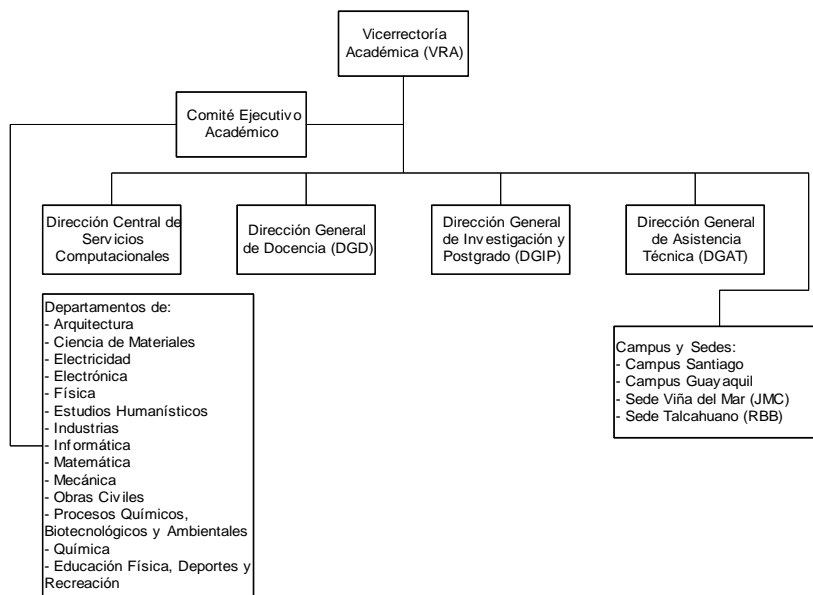 Vicerrectoría
Académica (VRA)
Comité Ejecutivo
Académico
Dirección Central de
Servicios
Computacionales
Dirección General
de Docencia (DGD)
Dirección General
de Investigación y
Postgrado (DGIP)
Dirección General
de Asistencia
Técnica (DGAT)
Departamentos de:
- Arquitectura
- Ciencia de Materiales
- Electricidad
- Electrónica
- Física
- Estudios Humanísticos
- Industrias
- Informática
- Matemática
- Mecánica
- Obras Civiles
- Procesos Químicos,
Biotecnológicos y Ambientales
- Química
- Educación Física, Deportes y
Recreación
Campus y Sedes:
- Campus Santiago
- Campus Guayaquil
- Sede Viña del Mar (JMC)
- Sede Talcahuano (RBB)